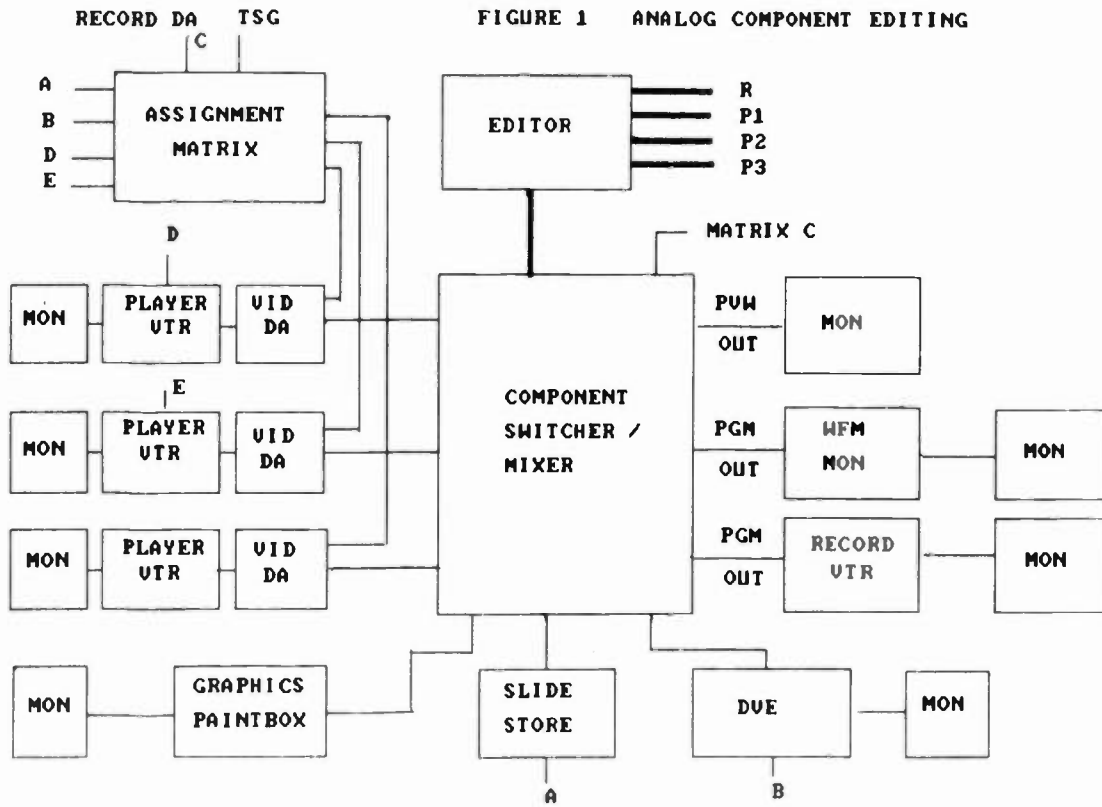 FIGURE 1 ANALOG COMPONENT EDITING
RECORD DA
C
TSG
A
B
D
E
ASSIGNMENT
MATRIX
EDITOR
R
P1
P2
P3
MATRIX C
D
MON
PLAYER
VTR
VID
DA
E
MON
PLAYER
VTR
VID
DA
MON
PLAYER
VTR
VID
DA
COMPONENT
SWITCHER /
MIXER
PVW
OUT
MON
PGM
OUT
WFM
MON
MON
PGM
OUT
RECORD
VTR
MON
MON
GRAPHICS
PAINTBOX
SLIDE
STORE
A
DVE
B
MON